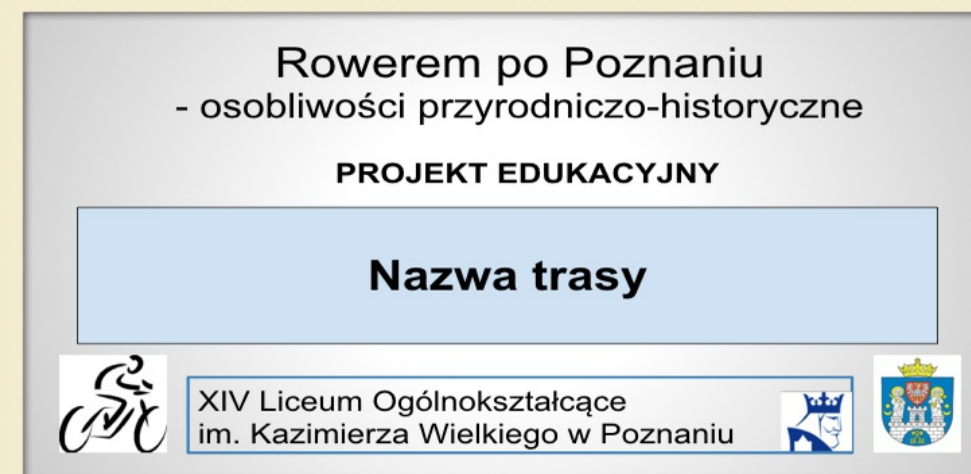 Rowerem po Poznaniu
- osobliwości przyrodniczo-historyczne
PROJEKT EDUKACYJNY
Nazwa trasy
XIV Liceum Ogólnokształcące
im. Kazimierza Wielkiego w Poznaniu